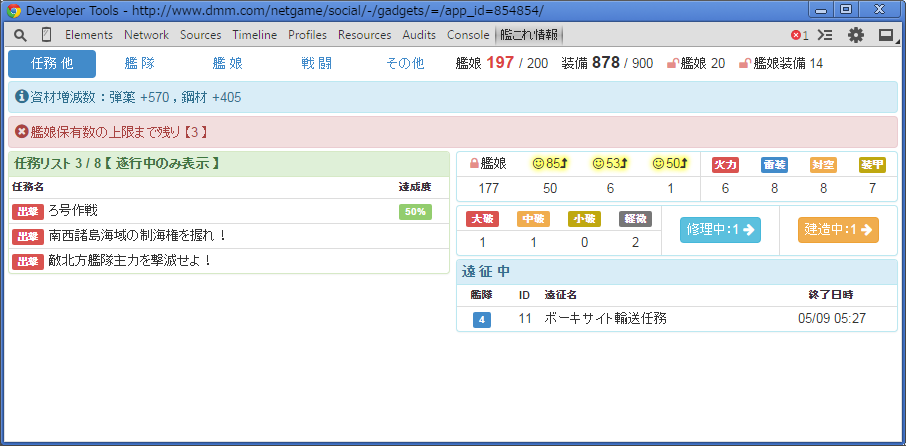 Developer Tools - http://www.dmm.com/netgame/social/-/gadgets/=/app_id=854854/
Elements Network Sources Timeline Profiles Resources Audits Console 艦これ情報 1
任務 他 艦 隊 艦 娘 戦 闘 その他 艦娘 197 / 200 装備 878 / 900 艦娘 20 艦娘装備 14
資材増減数：弾薬 +570 , 鋼材 +405
艦娘保有数の上限まで残り【3】
任務リスト 3 / 8【 遂行中のみ表示 】
任務名 達成度
出撃 ろ号作戦 50%
出撃 南西諸島海域の制海権を握れ！
出撃 敵北方艦隊主力を撃滅せよ！
艦娘 85 53 50 火力 雷装 対空 装甲
177 50 6 1 6 8 8 7
大破 中破 小破 軽微 修理中:1 建造中:1
1 1 0 2
遠 征 中
艦隊 ID 遠征名 終了日時
4 11 ボーキサイト輸送任務 05/09 05:27